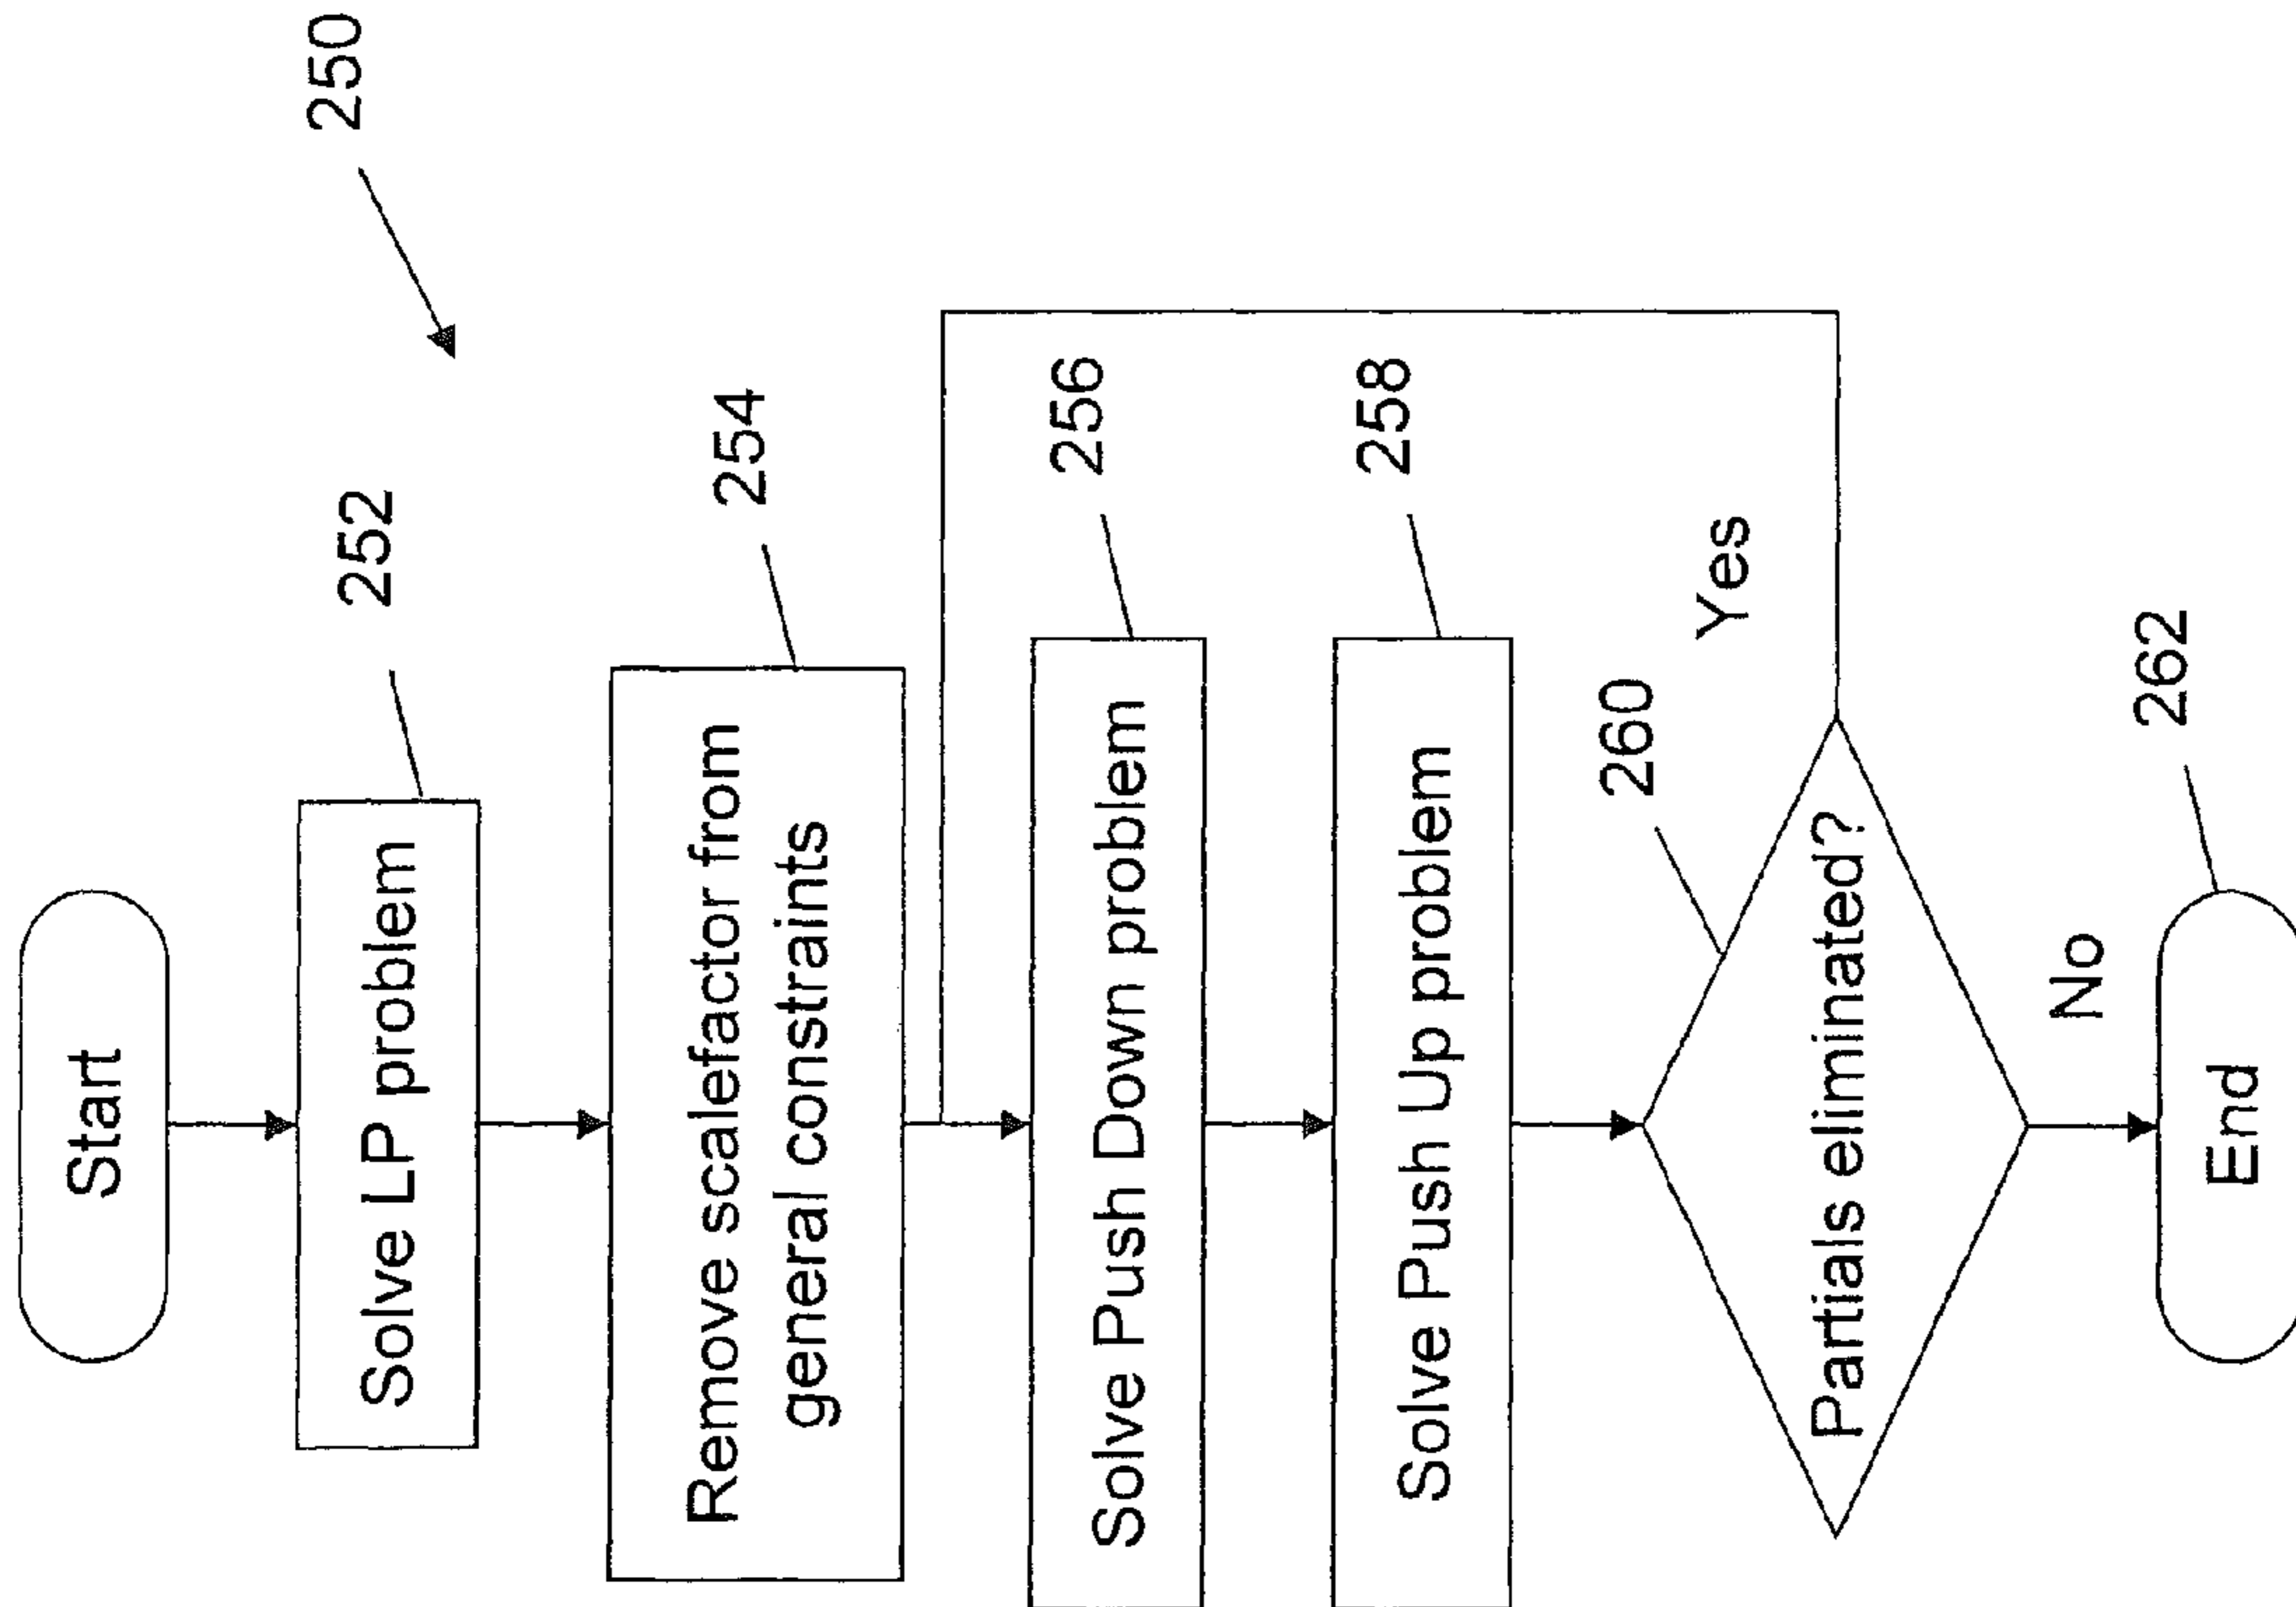 250
Start
252
Solve LP problem
254
Remove scalefactor from
general constraints
256
Solve Push Down problem
258
Solve Push Up problem
260
Partials eliminated?
Yes
No
262
End